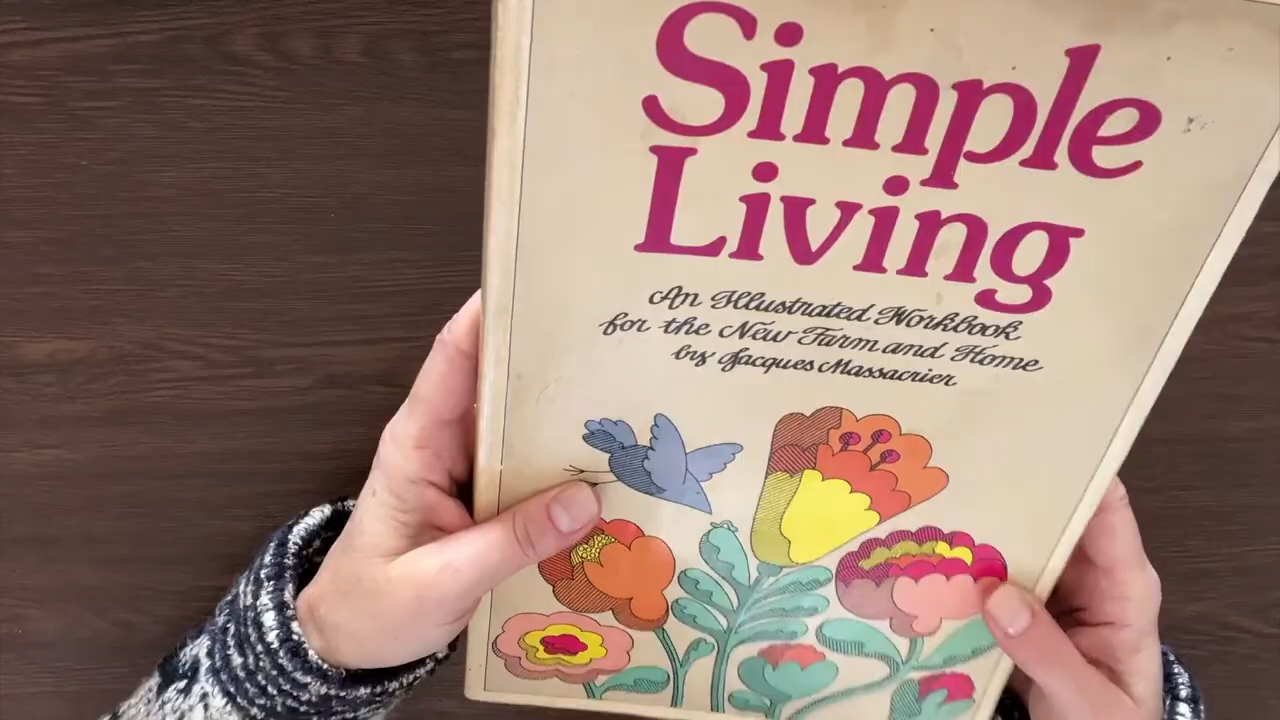 Simple
Living
An Illustrated Workbook
for the New Farm and Home
by Jacques Massacrier